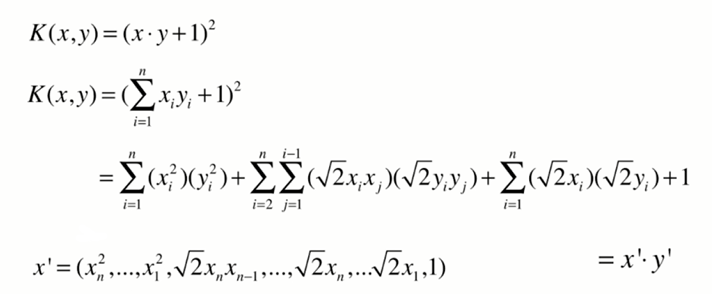 K(x,y) = (x · y + 1)²
K(x,y) = (∑_{i=1}^{n} x_i y_i + 1)²
= ∑_{i=1}^{n} (x_i²)(y_i²) + ∑_{i=2}^{n} ∑_{j=1}^{i−1} (√2 x_i x_j)(√2 y_i y_j) + ∑_{i=1}^{n} (√2 x_i)(√2 y_i) + 1
x' = (x_n²,...,x_1², √2 x_n x_{n−1},..., √2 x_n,...√2 x_1, 1) = x'· y'